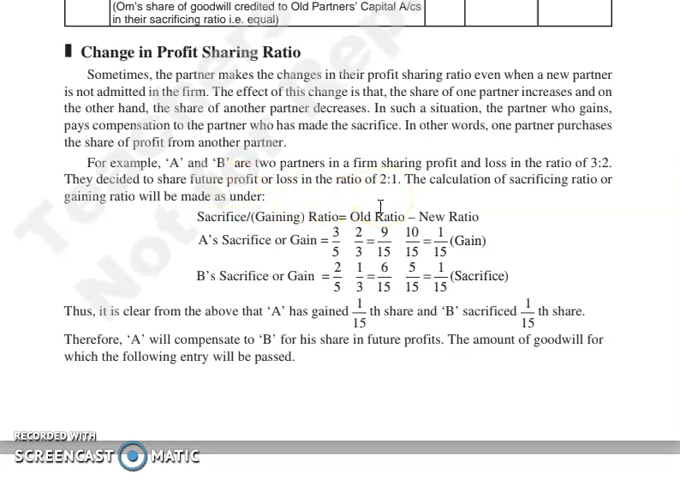 (Om's share of goodwill credited to Old Partners' Capital A/cs
in their sacrificing ratio i.e. equal)
Change in Profit Sharing Ratio
Sometimes, the partner makes the changes in their profit sharing ratio even when a new partner
is not admitted in the firm. The effect of this change is that, the share of one partner increases and on
the other hand, the share of another partner decreases. In such a situation, the partner who gains,
pays compensation to the partner who has made the sacrifice. In other words, one partner purchases
the share of profit from another partner.
For example, 'A' and 'B' are two partners in a firm sharing profit and loss in the ratio of 3:2.
They decided to share future profit or loss in the ratio of 2:1. The calculation of sacrificing ratio or
gaining ratio will be made as under:
Sacrifice/(Gaining) Ratio= Old Ratio – New Ratio
A's Sacrifice or Gain = 3/5 2/3 = 9/15 10/15 = 1/15 (Gain)
B's Sacrifice or Gain = 2/5 1/3 = 6/15 5/15 = 1/15 (Sacrifice)
Thus, it is clear from the above that 'A' has gained 1/15 th share and 'B' sacrificed 1/15 th share.
Therefore, 'A' will compensate to 'B' for his share in future profits. The amount of goodwill for
which the following entry will be passed.
RECORDED WITH
SCREENCAST MATIC